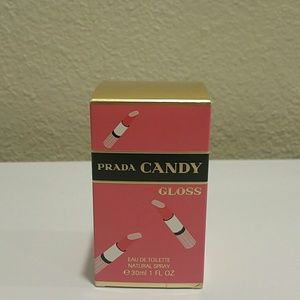 PRADA CANDY
GLOSS
EAU DE TOILETTE
NATURAL SPRAY
℮ 30ml 1 FL OZ